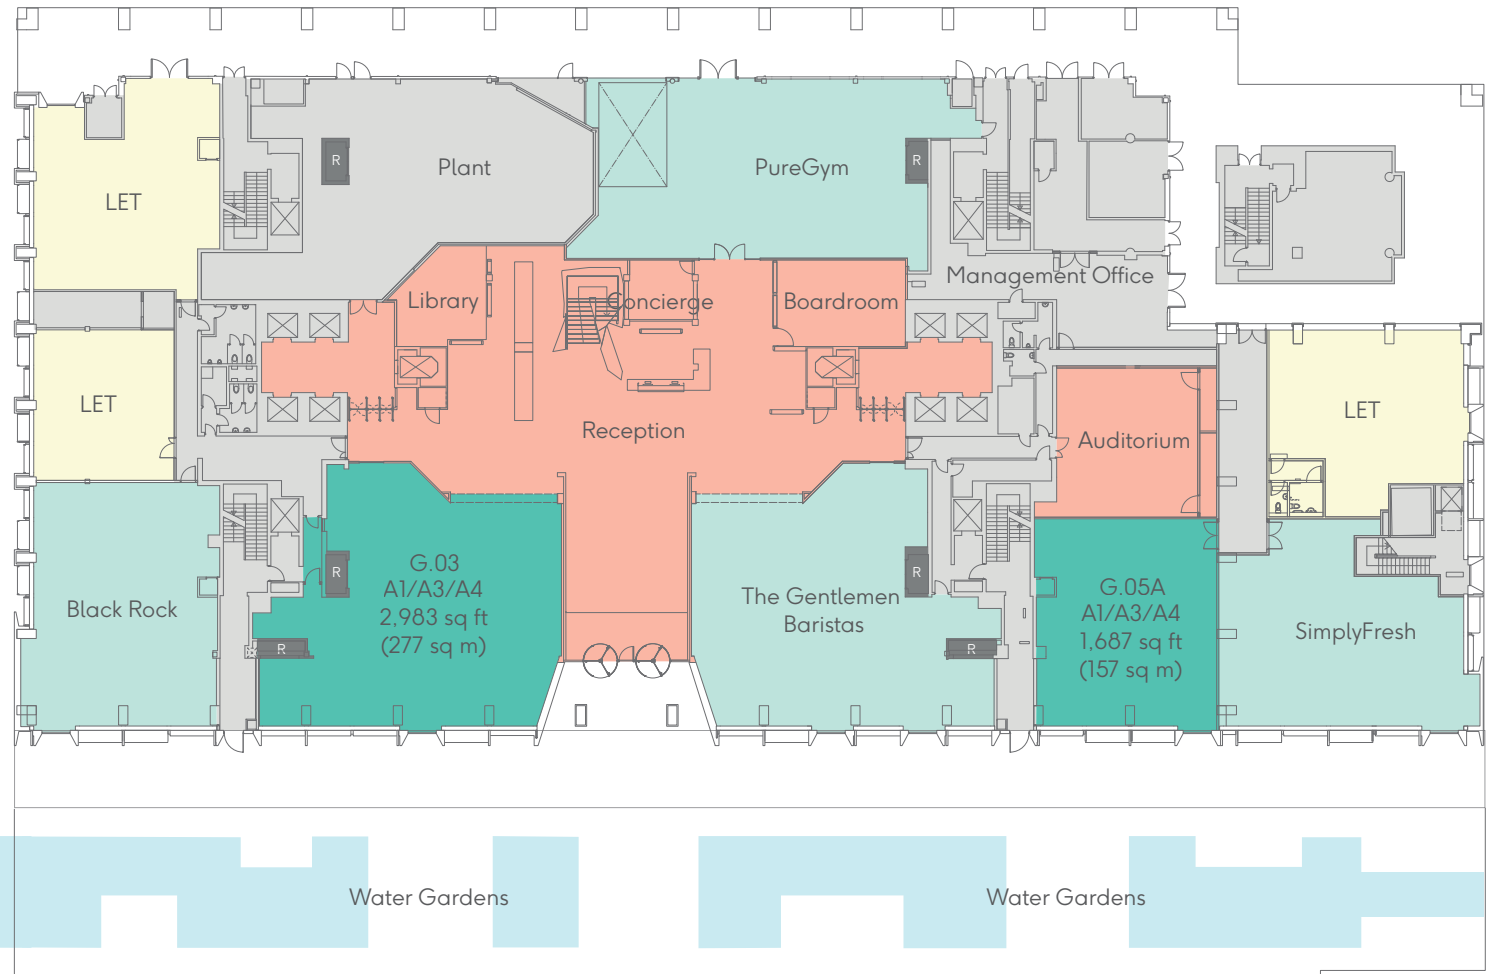 R
Plant
PureGym
R
LET
Management Office
Library
Concierge
Boardroom
LET
LET
Reception
Auditorium
G.03
A1/A3/A4
2,983 sq ft
(277 sq m)
R
R
The Gentlemen
Baristas
G.05A
A1/A3/A4
1,687 sq ft
(157 sq m)
Black Rock
SimplyFresh
R
R
Water Gardens
Water Gardens